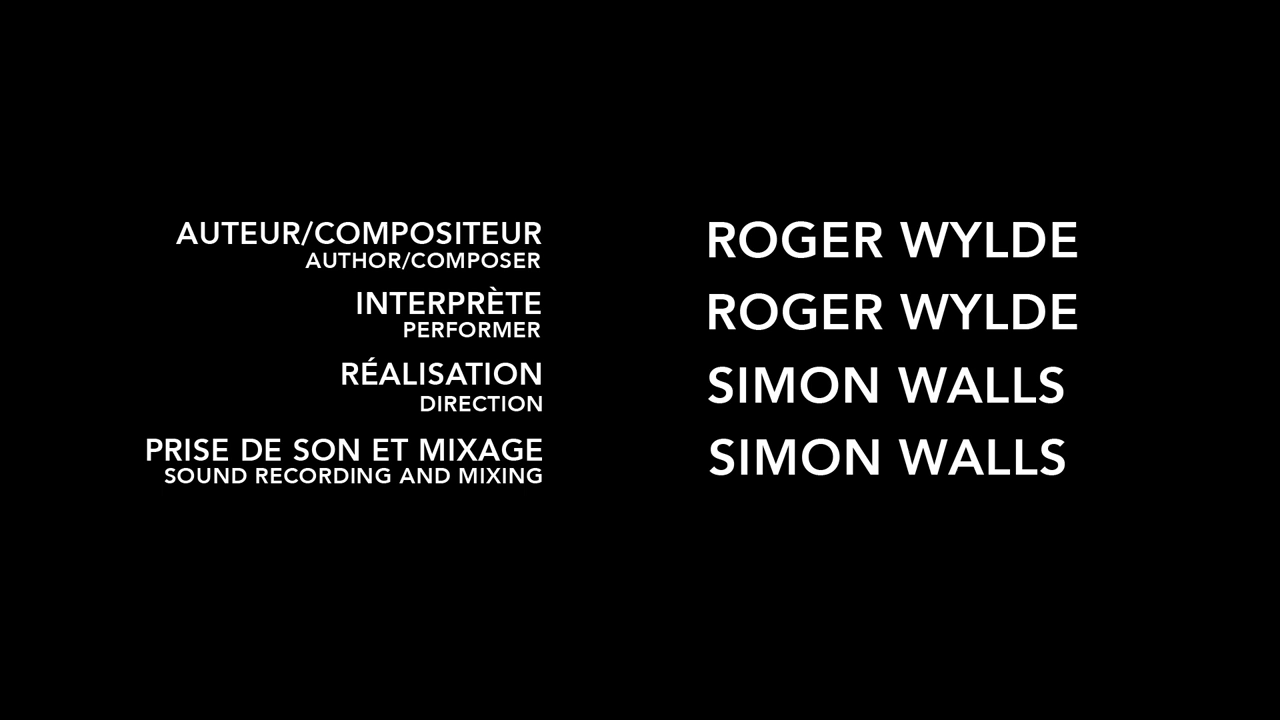 AUTEUR/COMPOSITEUR
AUTHOR/COMPOSER
ROGER WYLDE
INTERPRÈTE
PERFORMER
ROGER WYLDE
RÉALISATION
DIRECTION
SIMON WALLS
PRISE DE SON ET MIXAGE
SOUND RECORDING AND MIXING
SIMON WALLS